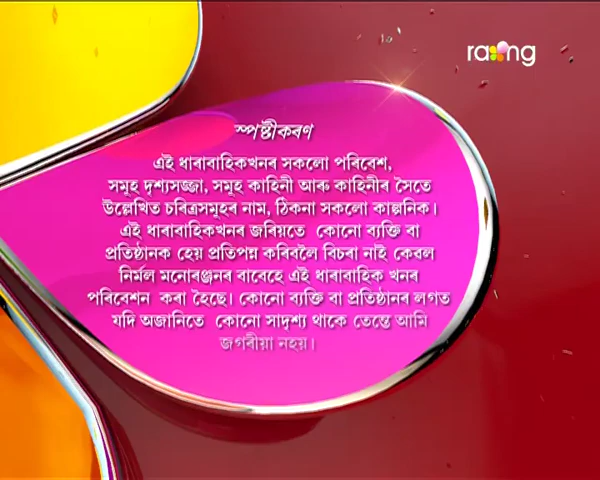 rang
স্পষ্টীকৰণ
এই ধাৰাবাহিকখনৰ সকলো পৰিবেশ,
সমূহ দৃশ্যসজ্জা, সমূহ কাহিনী আৰু কাহিনীৰ সৈতে
উল্লেখিত চৰিত্ৰসমূহৰ নাম, ঠিকনা সকলো কাল্পনিক।
এই ধাৰাবাহিকখনৰ জৰিয়তে কোনো ব্যক্তি বা
প্ৰতিষ্ঠানক হেয় প্ৰতিপন্ন কৰিবলৈ বিচৰা নাই কেৱল
নিৰ্মল মনোৰঞ্জনৰ বাবেহে এই ধাৰাবাহিক খনৰ
পৰিবেশন কৰা হৈছে। কোনো ব্যক্তি বা প্ৰতিষ্ঠানৰ লগত
যদি অজানিতে কোনো সাদৃশ্য থাকে তেন্তে আমি
জগৰীয়া নহয়।